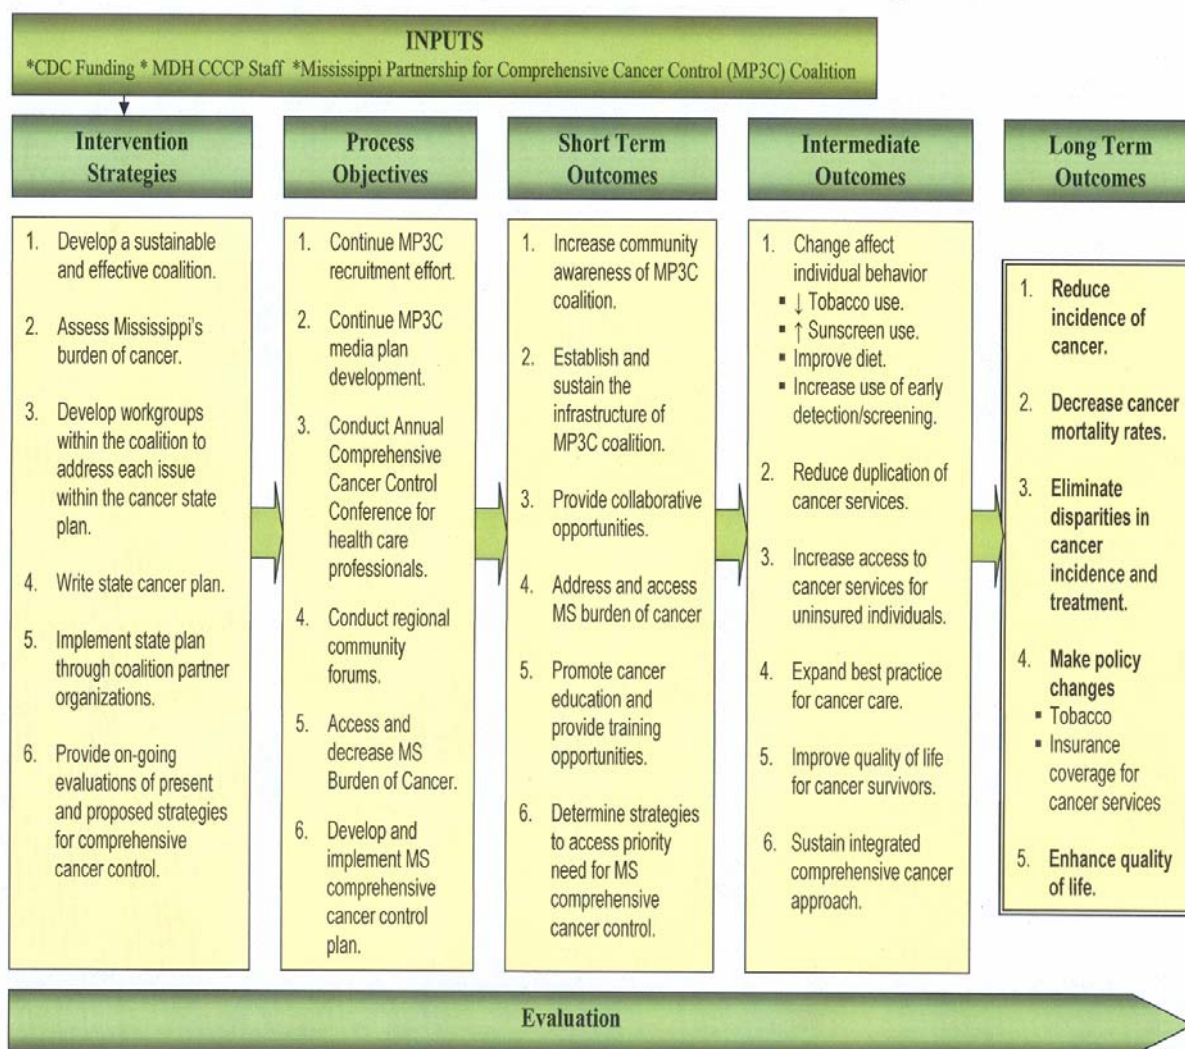 INPUTS
*CDC Funding * MDH CCCP Staff *Mississippi Partnership for Comprehensive Cancer Control (MP3C) Coalition
Intervention
Strategies
1. Develop a sustainable
and effective coalition.
2. Assess Mississippi's
burden of cancer.
3. Develop workgroups
within the coalition to
address each issue
within the cancer state
plan.
4. Write state cancer plan.
5. Implement state plan
through coalition partner
organizations.
6. Provide on-going
evaluations of present
and proposed strategies
for comprehensive
cancer control.
Process
Objectives
1. Continue MP3C
recruitment effort.
2. Continue MP3C
media plan
development.
3. Conduct Annual
Comprehensive
Cancer Control
Conference for
health care
professionals.
4. Conduct regional
community
forums.
5. Access and
decrease MS
Burden of Cancer.
6. Develop and
implement MS
comprehensive
cancer control
plan.
Short Term
Outcomes
1. Increase community
awareness of MP3C
coalition.
2. Establish and
sustain the
infrastructure of
MP3C coalition.
3. Provide collaborative
opportunities.
4. Address and access
MS burden of cancer
5. Promote cancer
education and
provide training
opportunities.
6. Determine strategies
to access priority
need for MS
comprehensive
cancer control.
Intermediate
Outcomes
1. Change affect
individual behavior
▪ ↓ Tobacco use.
▪ ↑ Sunscreen use.
▪ Improve diet.
▪ Increase use of early
detection/screening.
2. Reduce duplication of
cancer services.
3. Increase access to
cancer services for
uninsured individuals.
4. Expand best practice
for cancer care.
5. Improve quality of life
for cancer survivors.
6. Sustain integrated
comprehensive cancer
approach.
Long Term
Outcomes
1. Reduce
incidence of
cancer.
2. Decrease cancer
mortality rates.
3. Eliminate
disparities in
cancer
incidence and
treatment.
4. Make policy
changes
▪ Tobacco
▪ Insurance
coverage for
cancer services
5. Enhance quality
of life.
Evaluation